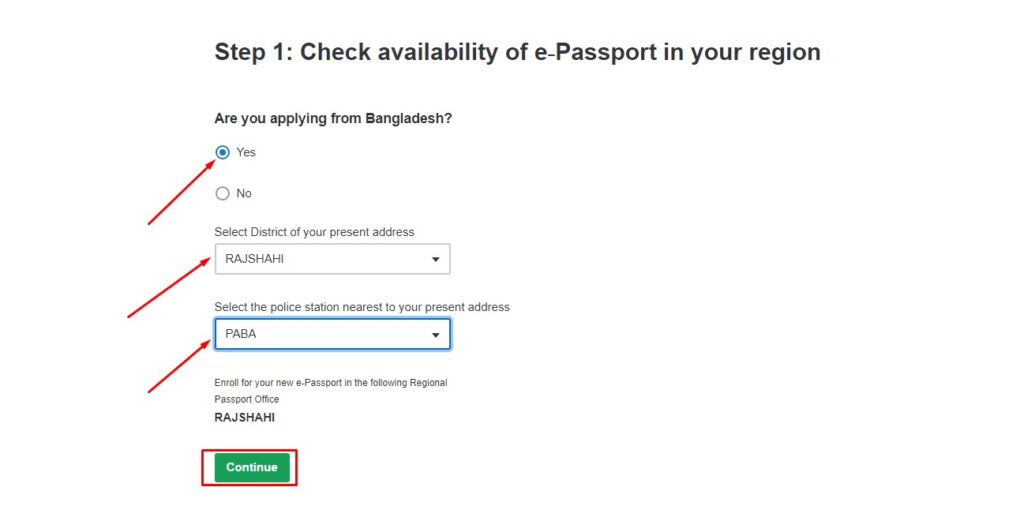 Step 1: Check availability of e-Passport in your region
Are you applying from Bangladesh?
Yes
No
Select District of your present address
RAJSHAHI
Select the police station nearest to your present address
PABA
Enroll for your new e-Passport in the following Regional
Passport Office
RAJSHAHI
Continue